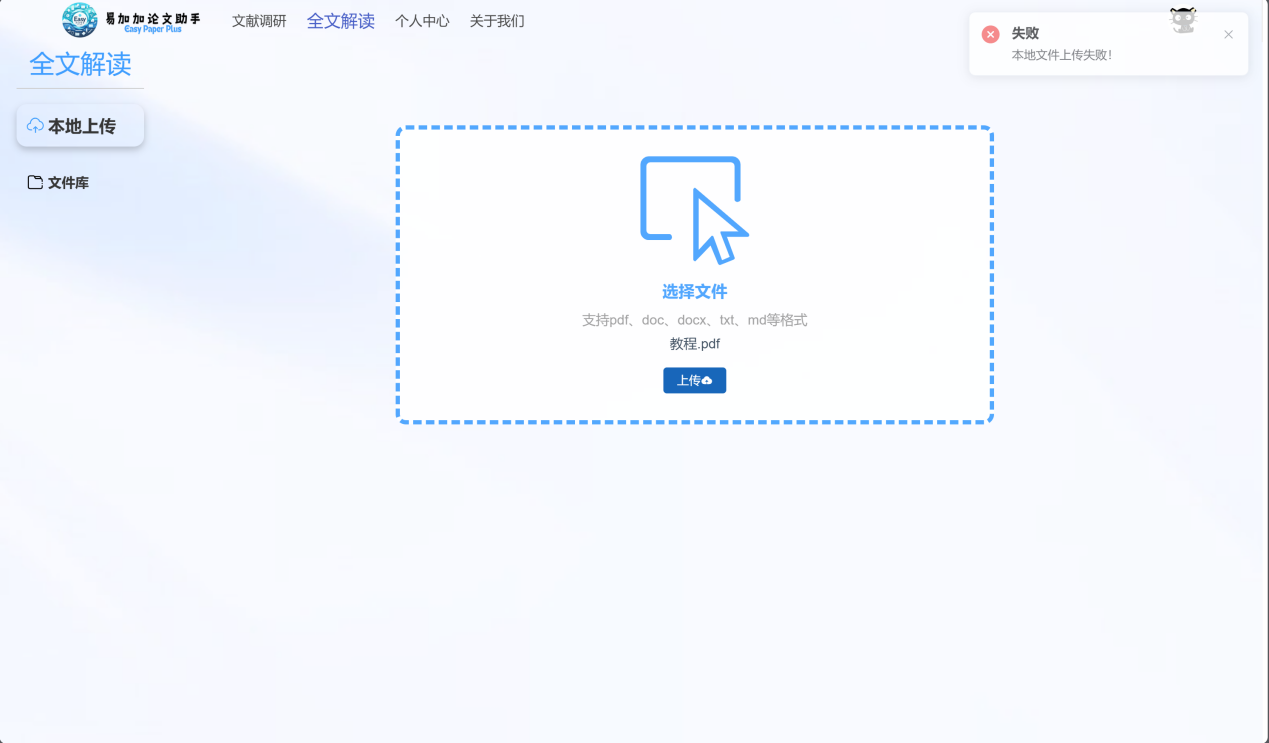 易加加论文助手
Easy Paper Plus
文献调研
全文解读
个人中心
关于我们
失败
本地文件上传失败！
全文解读
本地上传
文件库
选择文件
支持pdf、doc、docx、txt、md等格式
教程.pdf
上传